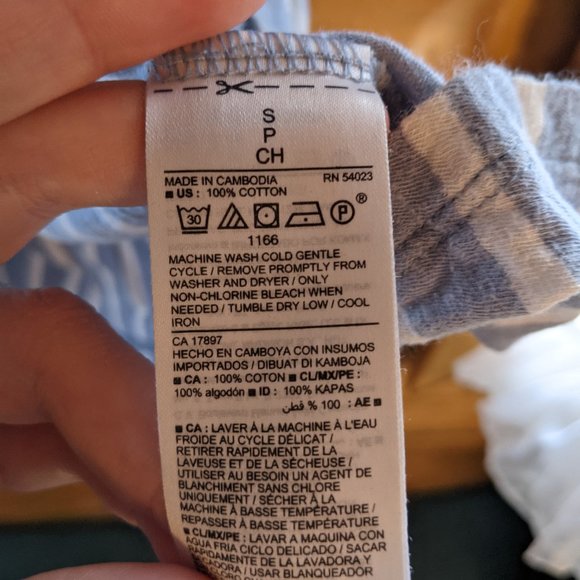 S
P
CH
MADE IN CAMBODIA RN 54023
■ US : 100% COTTON
30 P ®
1166
MACHINE WASH COLD GENTLE
CYCLE / REMOVE PROMPTLY FROM
WASHER AND DRYER / ONLY
NON-CHLORINE BLEACH WHEN
NEEDED / TUMBLE DRY LOW / COOL
IRON
CA 17897
HECHO EN CAMBOYA CON INSUMOS
IMPORTADOS / DIBUAT DI KAMBOJA
■ CA : 100% COTON ■ CL/MX/PE :
100% algodón ■ ID : 100% KAPAS
■ AE : 100 % قطن
■ CA : LAVER À LA MACHINE À L'EAU
FROIDE AU CYCLE DÉLICAT /
RETIRER RAPIDEMENT DE LA
LAVEUSE ET DE LA SÉCHEUSE /
UTILISER AU BESOIN UN AGENT DE
BLANCHIMENT SANS CHLORE
UNIQUEMENT / SÉCHER À LA
MACHINE À BASSE TEMPÉRATURE /
REPASSER À BASSE TEMPÉRATURE
■ CL/MX/PE : LAVAR A MAQUINA CON
AGUA FRIA CICLO DELICADO / SACAR
RAPIDAMENTE DE LA LAVADORA Y
/ USAR BLANQUEADOR